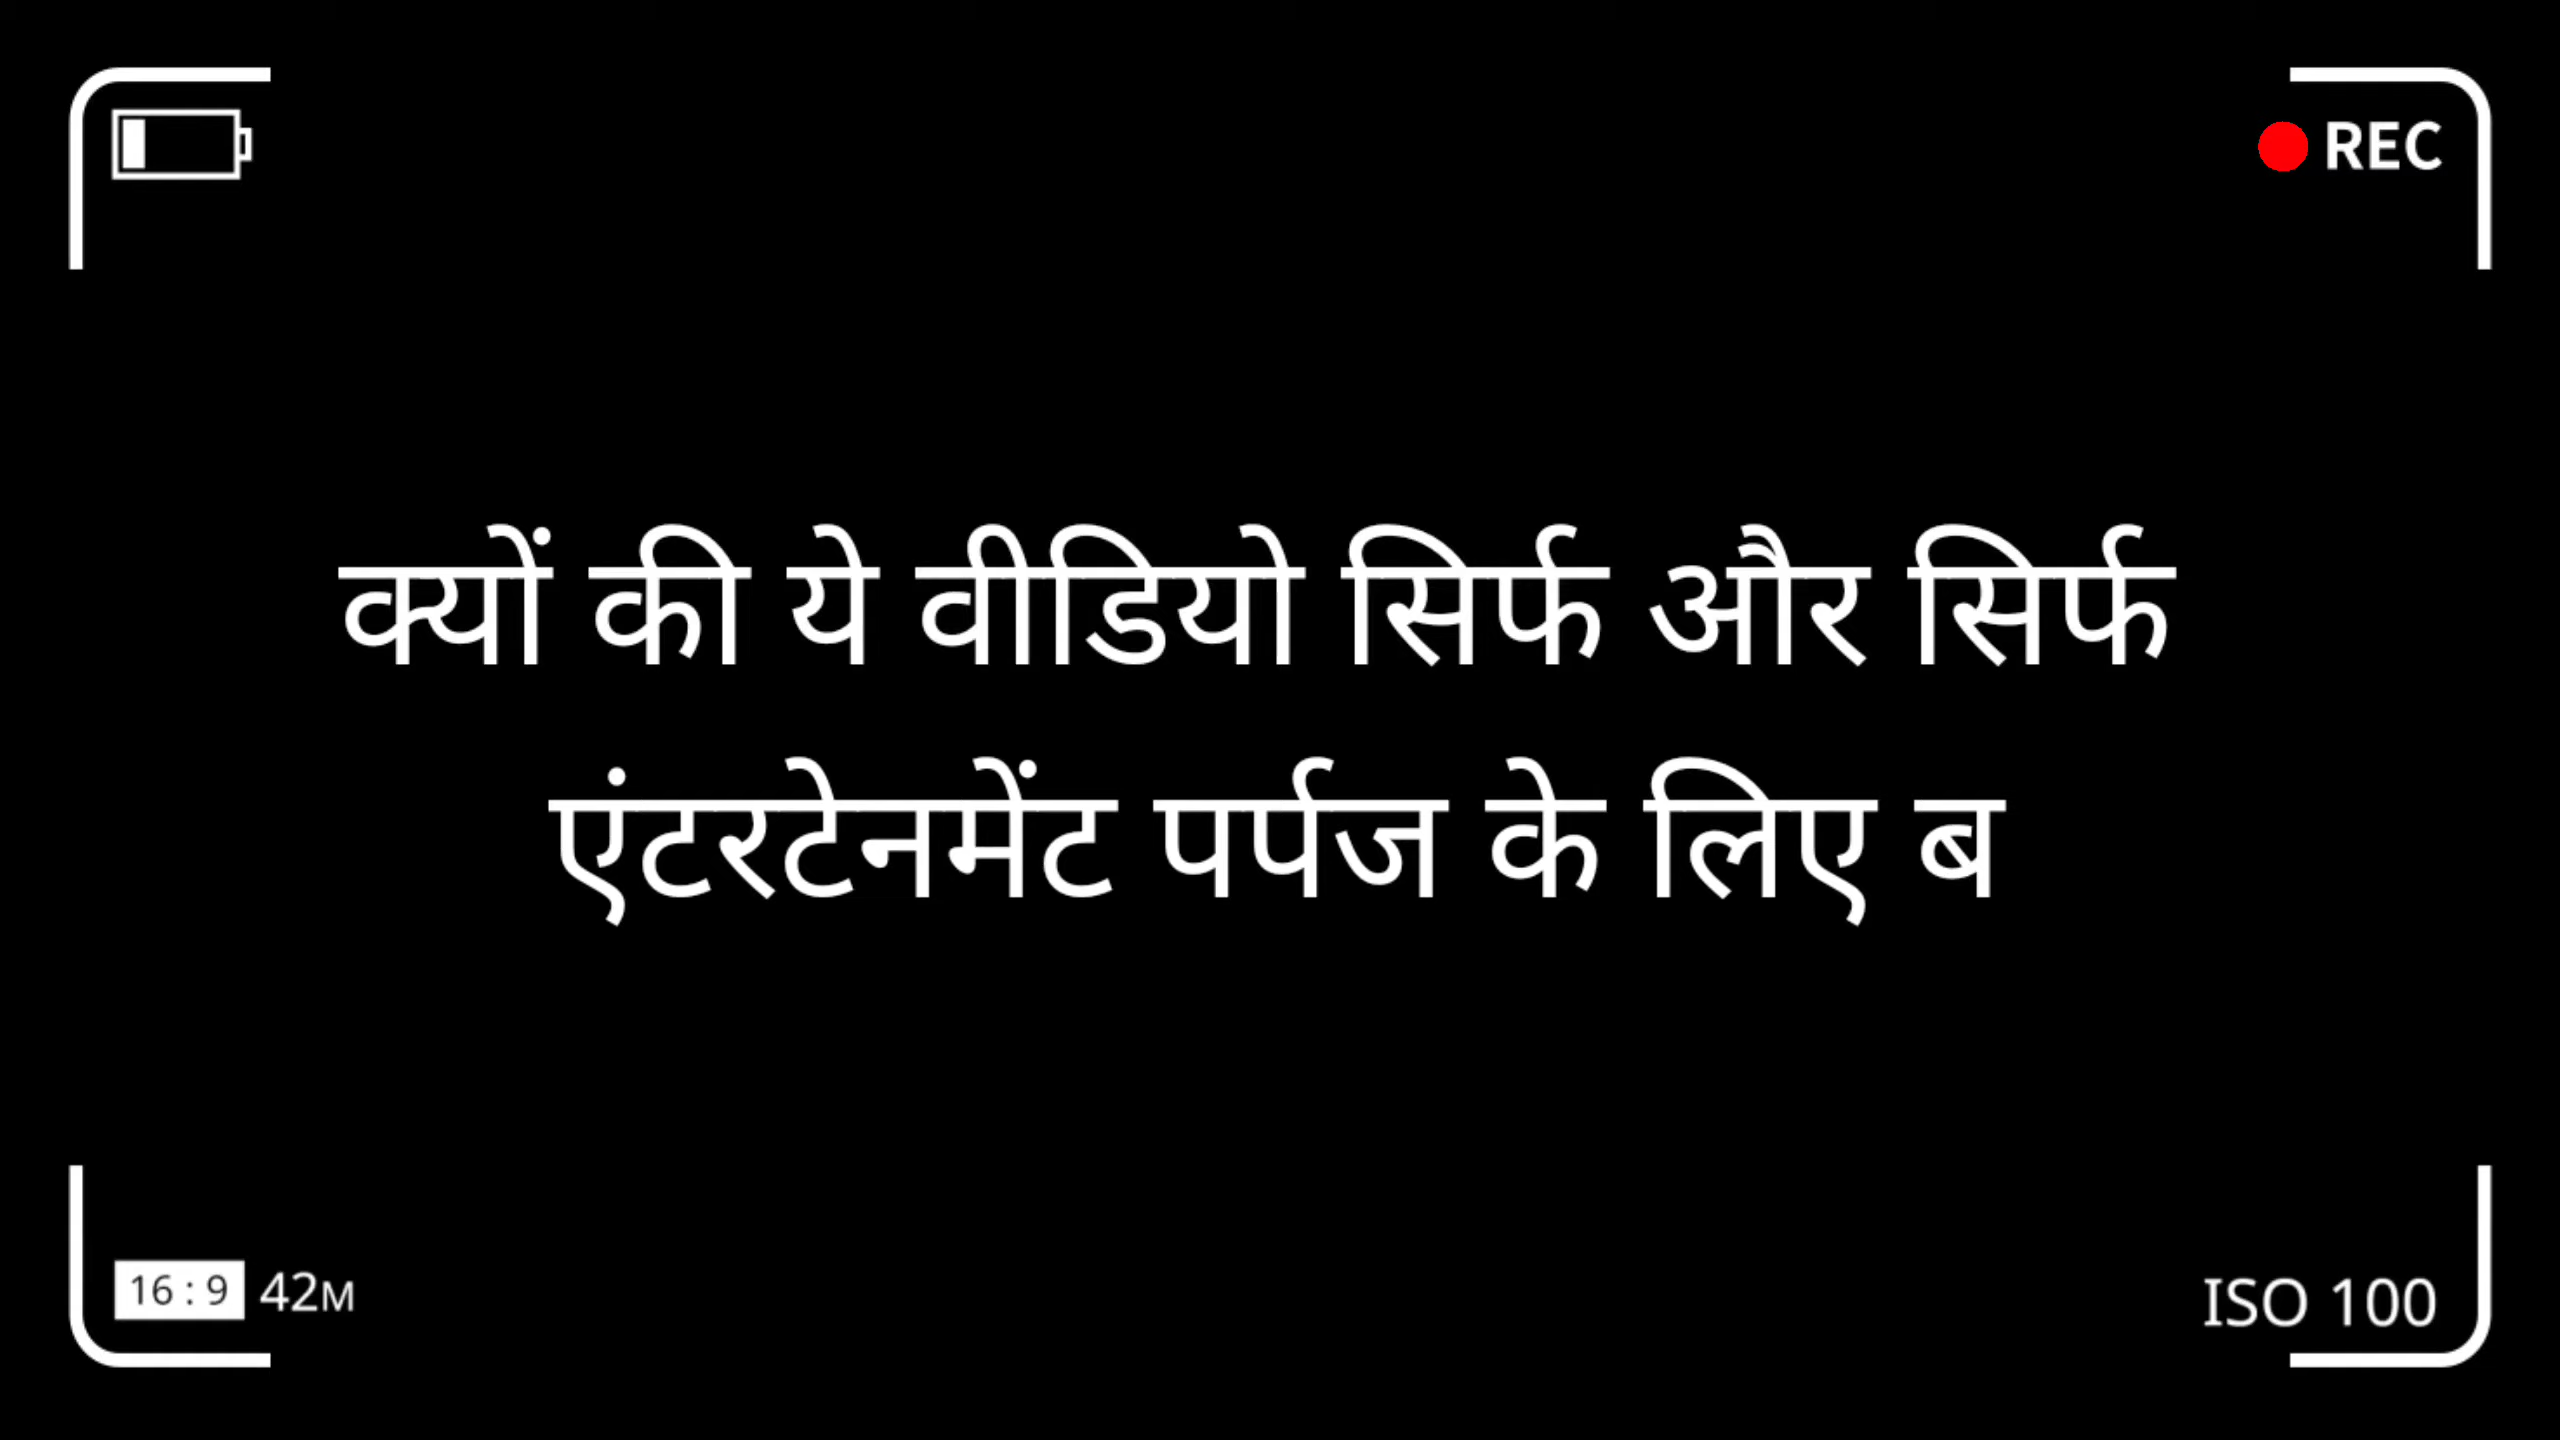 REC
क्यों की ये वीडियो सिर्फ और सिर्फ
एंटरटेनमेंट पर्पज के लिए ब
16 : 9 42M
ISO 100